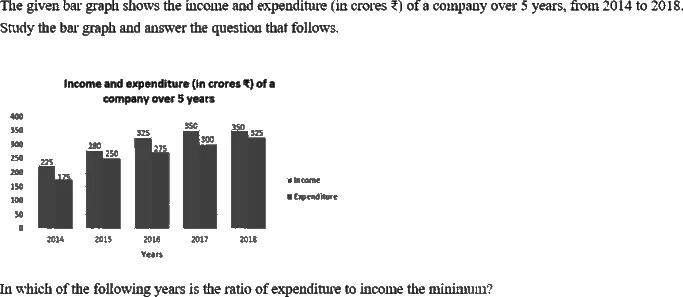 The given bar graph shows the income and expenditure (in crores ₹) of a company over 5 years, from 2014 to 2018.
Study the bar graph and answer the question that follows.
Income and expenditure (in crores ₹) of a
company over 5 years
400
350
300
250
200
150
100
50
0
225
175
280
250
325
275
350
300
350
325
2014 2015 2016 2017 2018
Years
Income
Expenditure
In which of the following years is the ratio of expenditure to income the minimum?